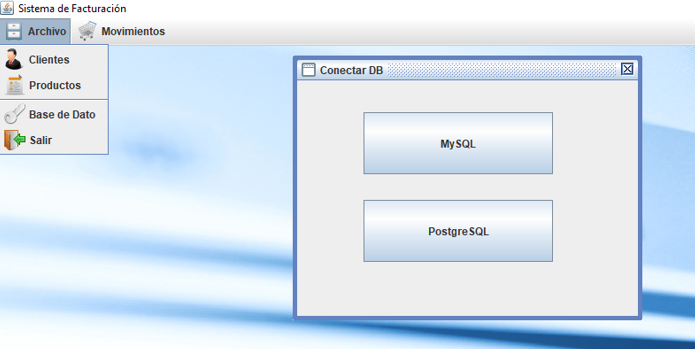 Sistema de Facturación
Archivo Movimientos
Clientes
Productos
Base de Dato
Salir
Conectar DB
MySQL
PostgreSQL